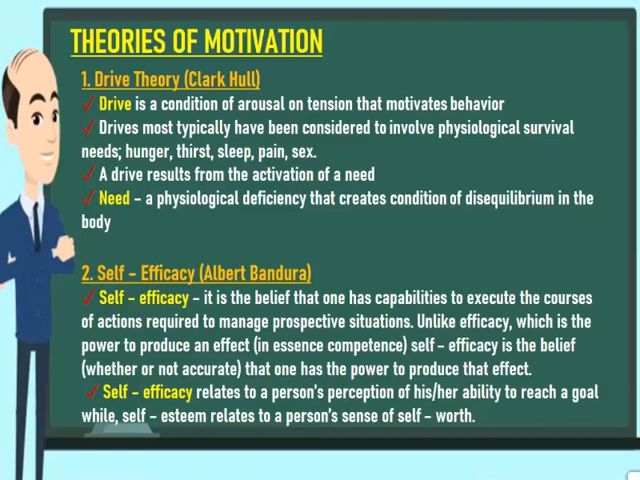 THEORIES OF MOTIVATION
1. Drive Theory (Clark Hull)
✓ Drive is a condition of arousal on tension that motivates behavior
✓ Drives most typically have been considered to involve physiological survival
needs; hunger, thirst, sleep, pain, sex.
✓ A drive results from the activation of a need
✓ Need – a physiological deficiency that creates condition of disequilibrium in the
body
2. Self – Efficacy (Albert Bandura)
✓ Self – efficacy – it is the belief that one has capabilities to execute the courses
of actions required to manage prospective situations. Unlike efficacy, which is the
power to produce an effect (in essence competence) self – efficacy is the belief
(whether or not accurate) that one has the power to produce that effect.
✓ Self – efficacy relates to a person's perception of his/her ability to reach a goal
while, self – esteem relates to a person's sense of self – worth.